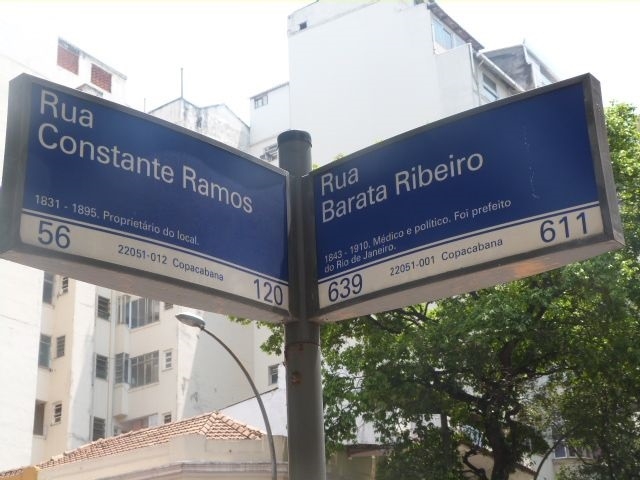 Rua
Constante Ramos
1831 - 1895. Proprietário do local.
56
22051-012 Copacabana
120
Rua
Barata Ribeiro
1843 - 1910. Médico e político. Foi prefeito
do Rio de Janeiro.
639
22051-001 Copacabana
611